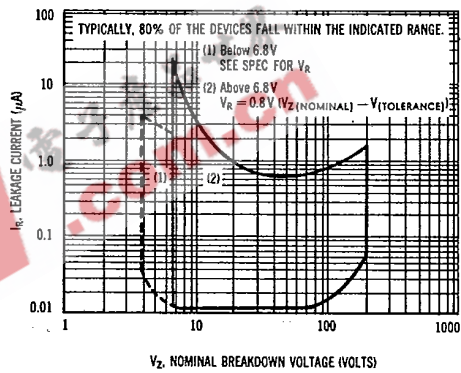 TYPICALLY, 80% OF THE DEVICES FALL WITHIN THE INDICATED RANGE.
(1) Below 6.8V
SEE SPEC FOR VR
(2) Above 6.8V
VR = 0.8V (VZ(NOMINAL) – V(TOLERANCE))
(1)
(2)
100
10
1.0
0.1
0.01
IR, LEAKAGE CURRENT (μA)
1
10
100
1000
VZ, NOMINAL BREAKDOWN VOLTAGE (VOLTS)
.com.cn